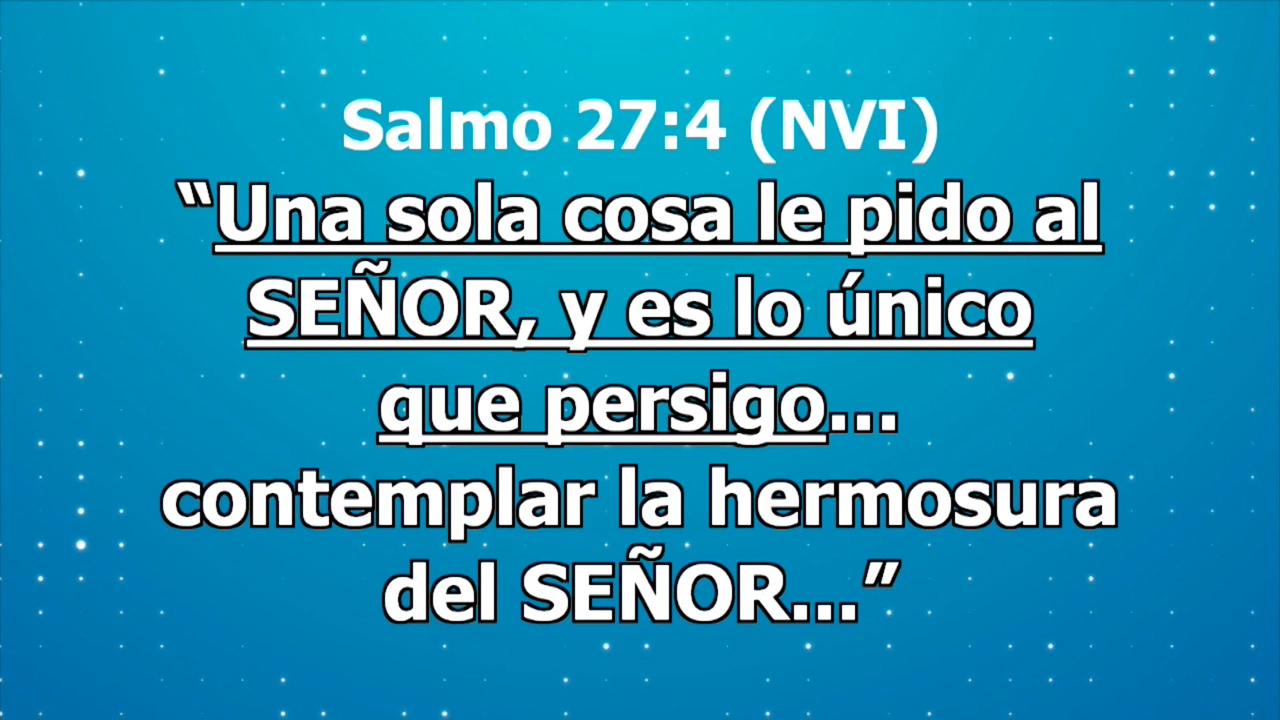 Salmo 27:4 (NVI)
“Una sola cosa le pido al
SEÑOR, y es lo único
que persigo...
contemplar la hermosura
del SEÑOR...”